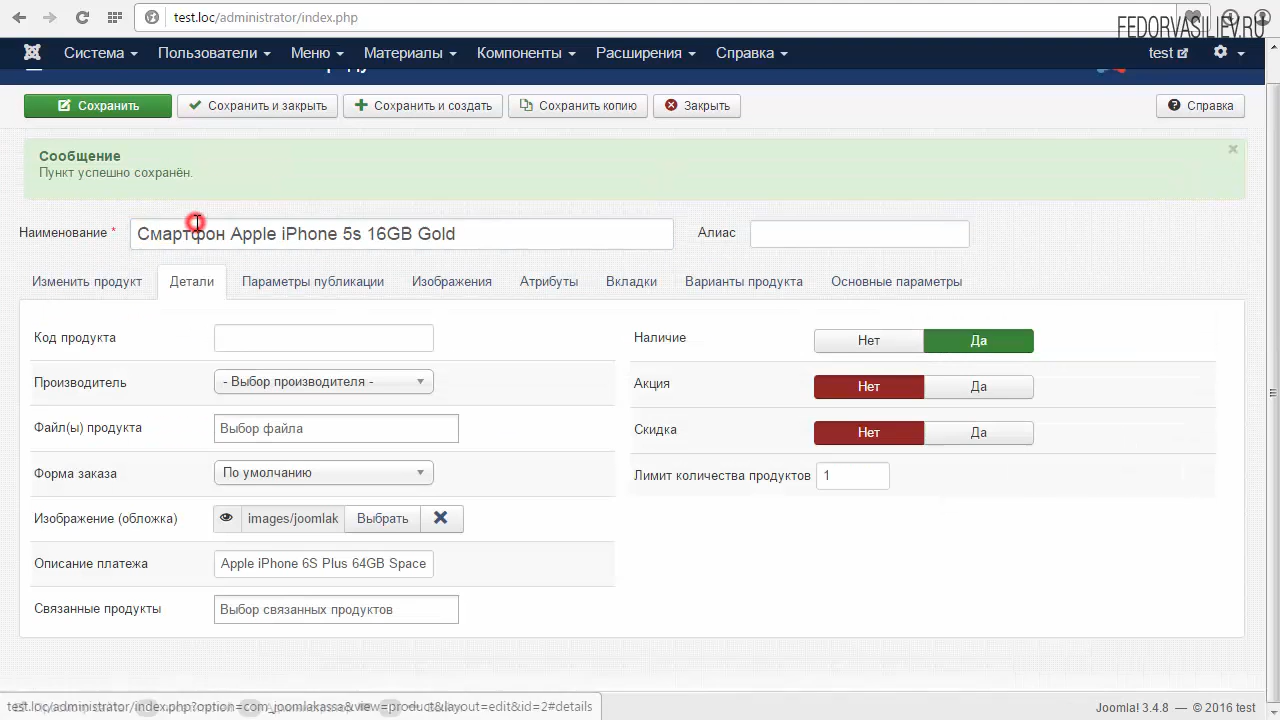 test.loc/administrator/index.php
FEDORVASILIEV.RU
Система Пользователи Меню Материалы Компоненты Расширения Справка test
Сохранить Сохранить и закрыть Сохранить и создать Сохранить копию Закрыть Справка
Сообщение
Пункт успешно сохранён.
Наименование * Смартфон Apple iPhone 5s 16GB Gold Алиас
Изменить продукт Детали Параметры публикации Изображения Атрибуты Вкладки Варианты продукта Основные параметры
Код продукта
Наличие Нет Да
Производитель - Выбор производителя -
Акция Нет Да
Файл(ы) продукта Выбор файла
Скидка Нет Да
Форма заказа По умолчанию
Лимит количества продуктов 1
Изображение (обложка) images/joomlak Выбрать
Описание платежа Apple iPhone 6S Plus 64GB Space
Связанные продукты Выбор связанных продуктов
test.loc/administrator/index.php?option=com_joomlakassa&view=product&layout=edit&id=2#details
Joomla! 3.4.8 — © 2016 test